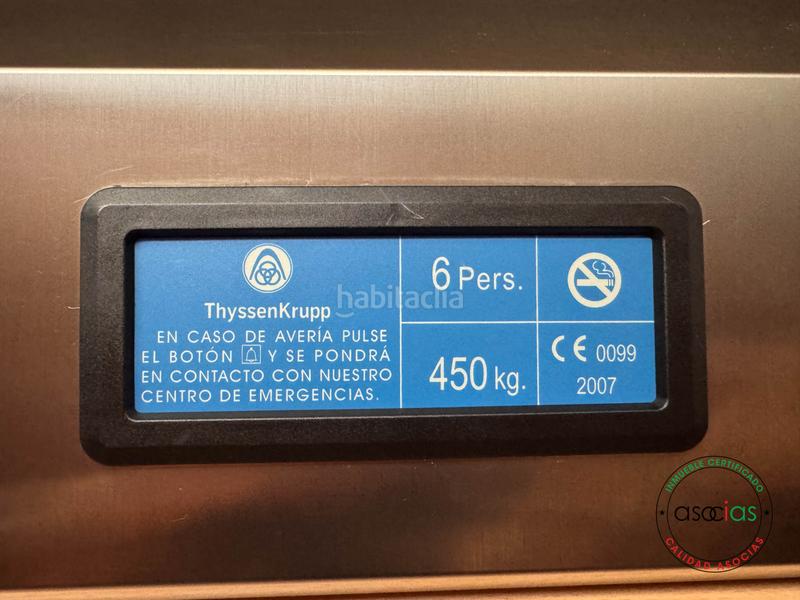 ThyssenKrupp
EN CASO DE AVERÍA PULSE
EL BOTÓN Y SE PONDRÁ
EN CONTACTO CON NUESTRO
CENTRO DE EMERGENCIAS.
6 Pers.
450 kg.
CE 0099
2007
habitaclia
INMUEBLE CERTIFICADO
asocias
CALIDAD ASOCIAS